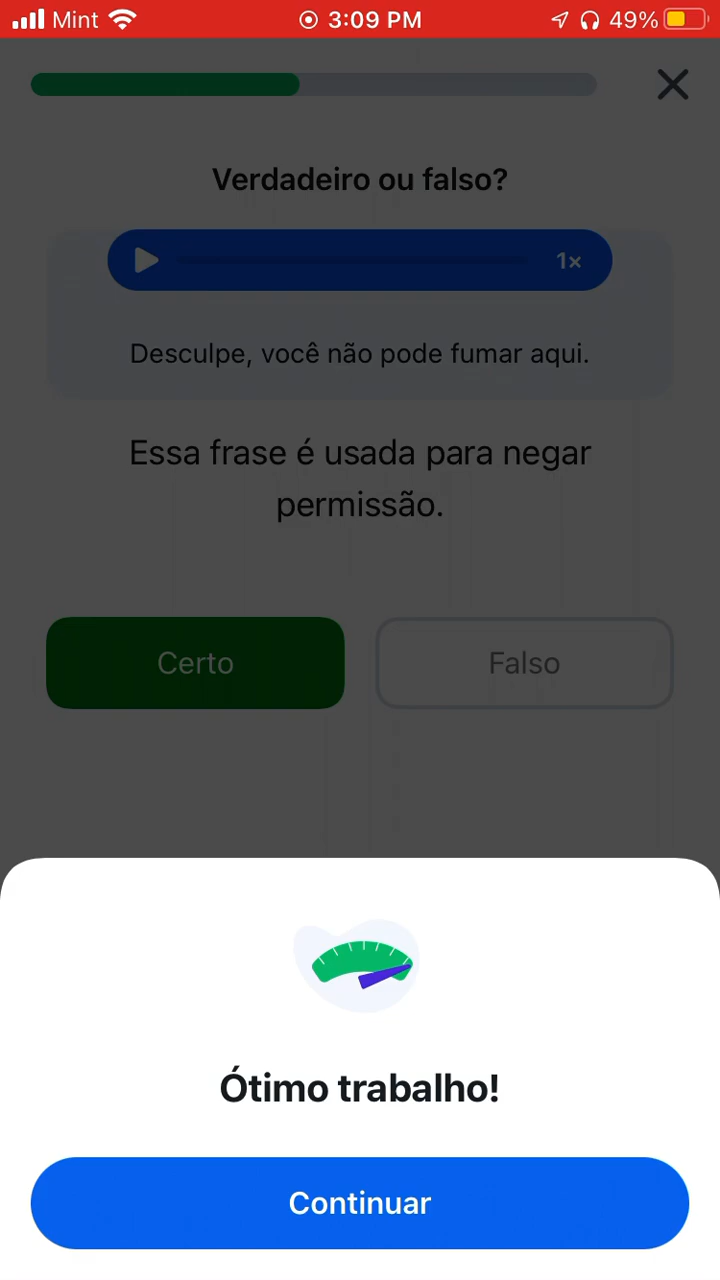 Mint 3:09 PM 49%
Verdadeiro ou falso?
1×
Desculpe, você não pode fumar aqui.
Essa frase é usada para negar
permissão.
Certo Falso
Ótimo trabalho!
Continuar